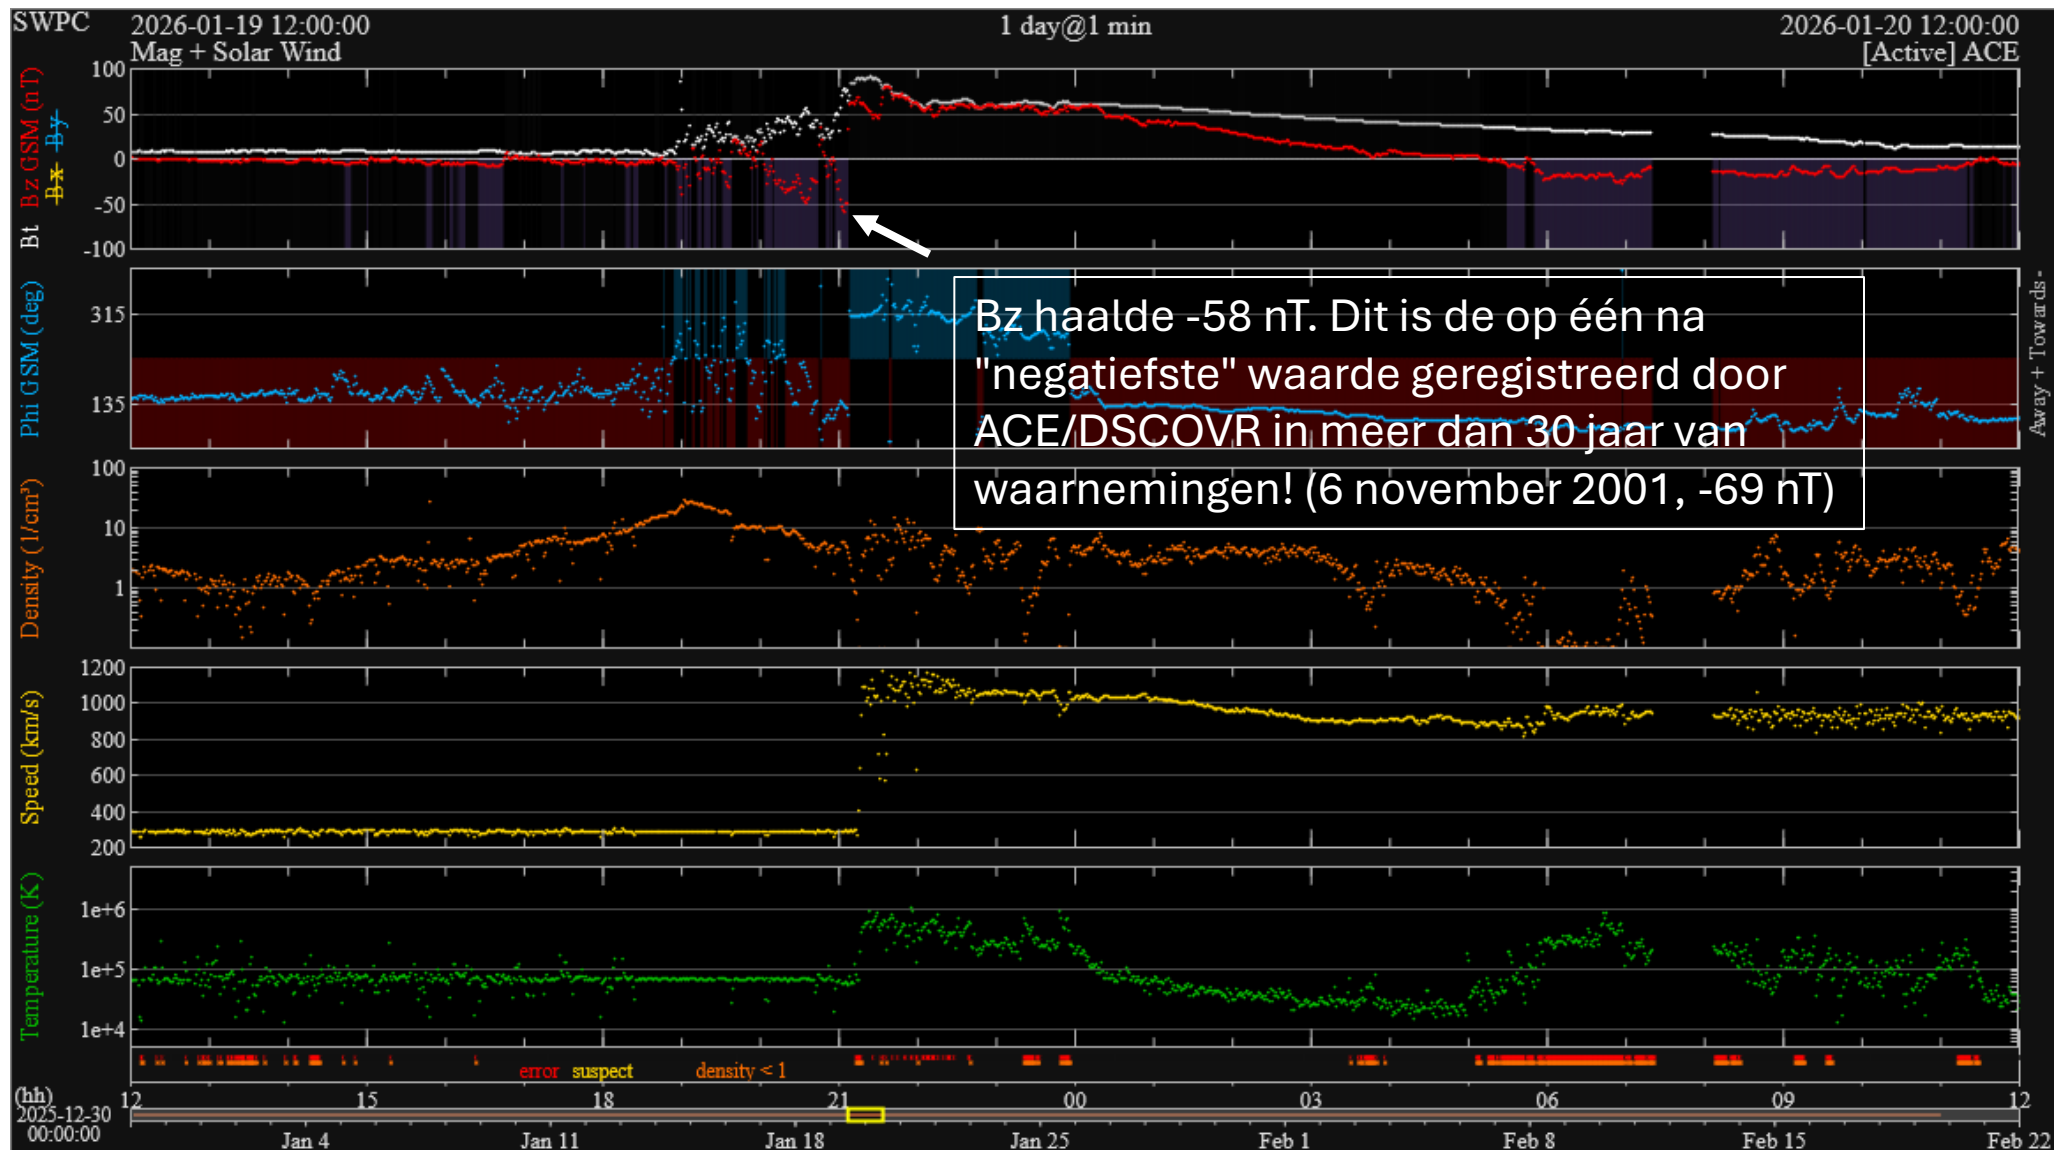 SWPC 2026-01-19 12:00:00 1 day@1 min 2026-01-20 12:00:00
Mag + Solar Wind [Active] ACE
Bt Bz GSM (nT)
Bx By
100
50
0
-50
-100
Phi GSM (deg)
315
135
Away + Towards -
Bz haalde -58 nT. Dit is de op één na
"negatiefste" waarde geregistreerd door
ACE/DSCOVR in meer dan 30 jaar van
waarnemingen! (6 november 2001, -69 nT)
Density (1/cm³)
100
10
1
Speed (km/s)
1200
1000
800
600
400
200
Temperature (K)
1e+6
1e+5
1e+4
error suspect density < 1
(hh) 12 15 18 21 00 03 06 09 12
2025-12-30
00:00:00
Jan 4 Jan 11 Jan 18 Jan 25 Feb 1 Feb 8 Feb 15 Feb 22